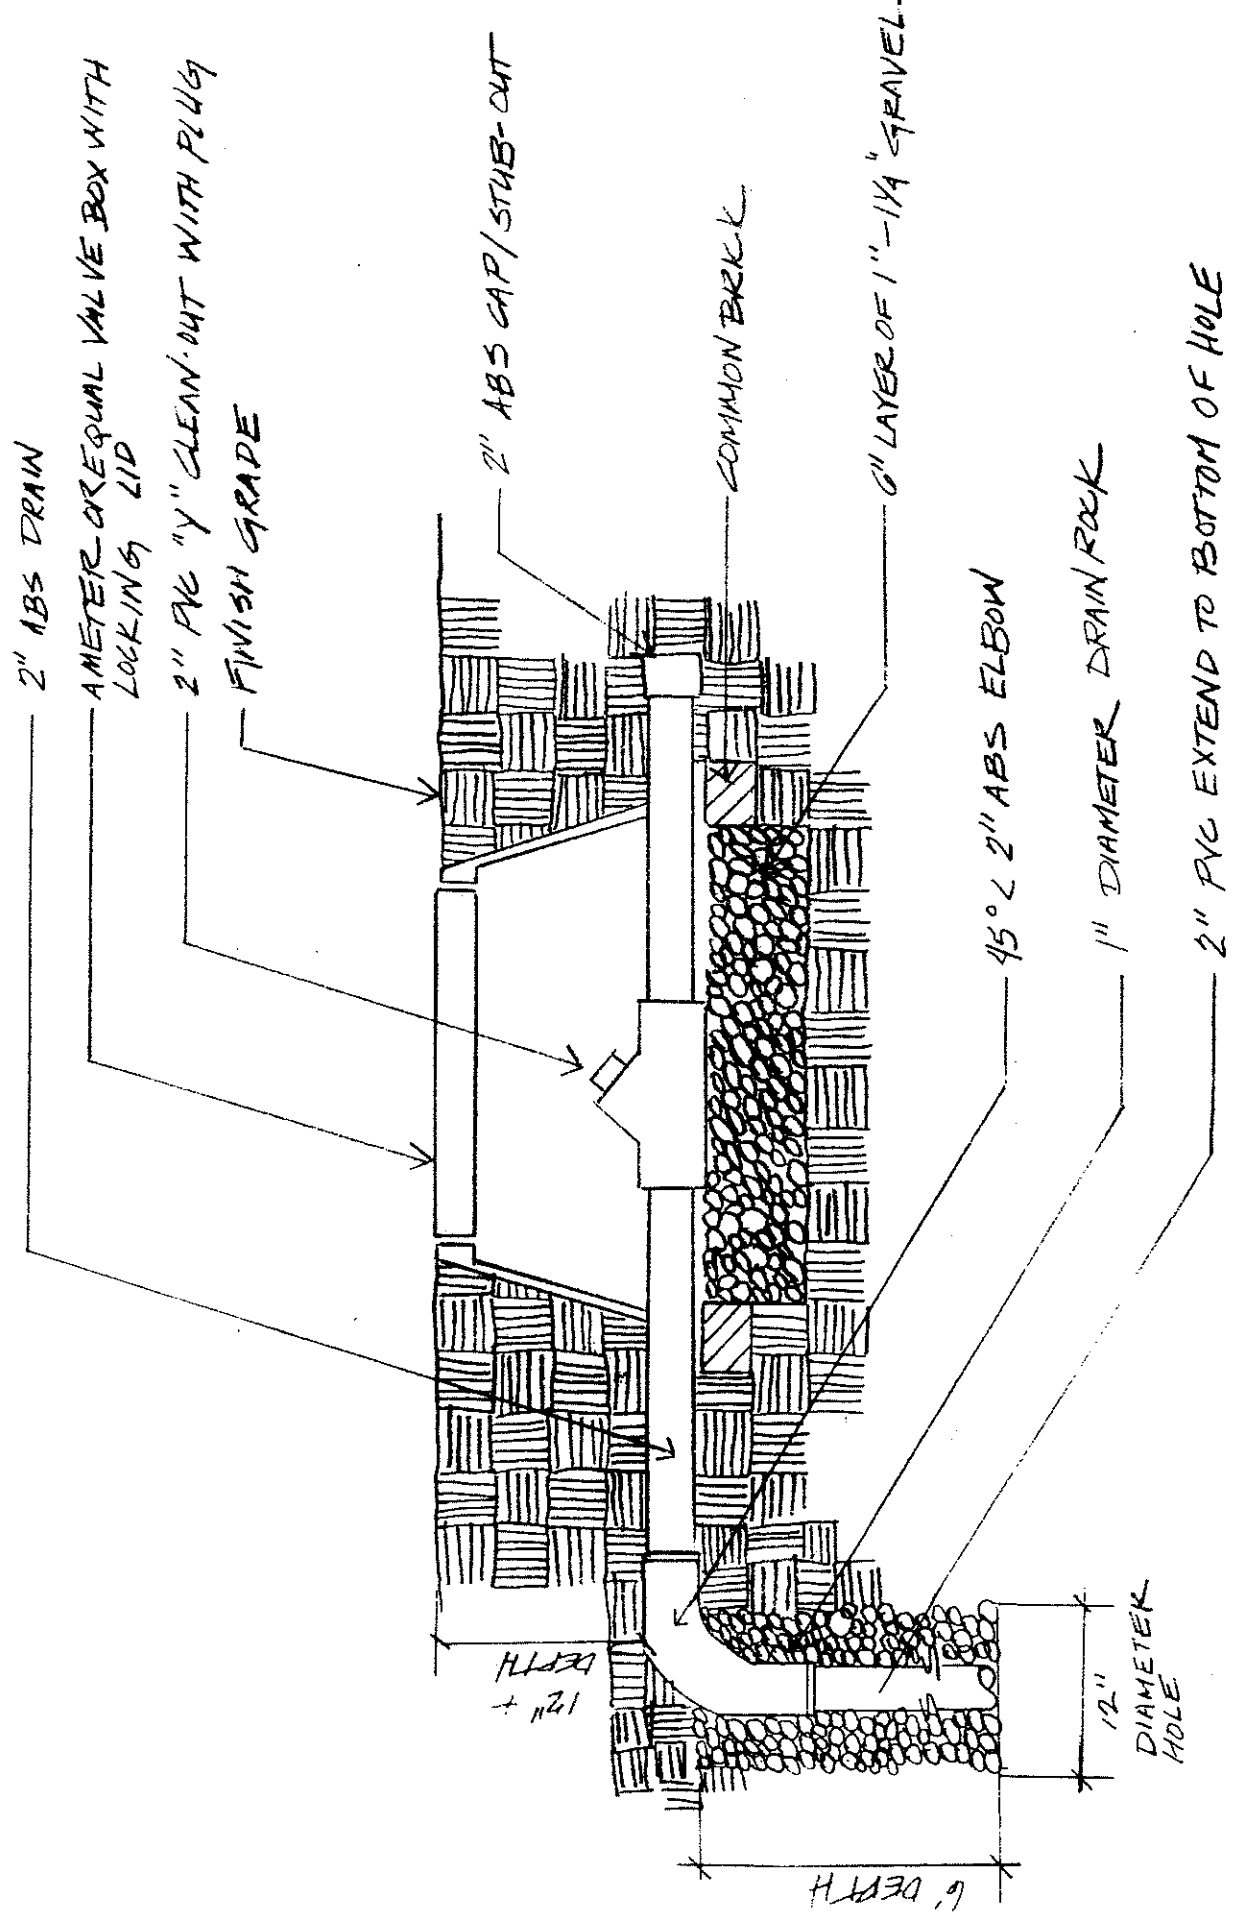 2" ABS DRAIN
AMETER OR EQUAL VALVE BOX WITH
LOCKING LID
2" PVC "Y" CLEAN-OUT WITH PLUG
FINISH GRADE
2" ABS CAP/STUB-OUT
COMMON BRICK
6" LAYER OF 1"-1¼" GRAVEL
45° < 2" ABS ELBOW
1" DIAMETER DRAIN ROCK
2" PVC EXTEND TO BOTTOM OF HOLE
12" +
DEPTH
6' DEPTH
12"
DIAMETER
HOLE